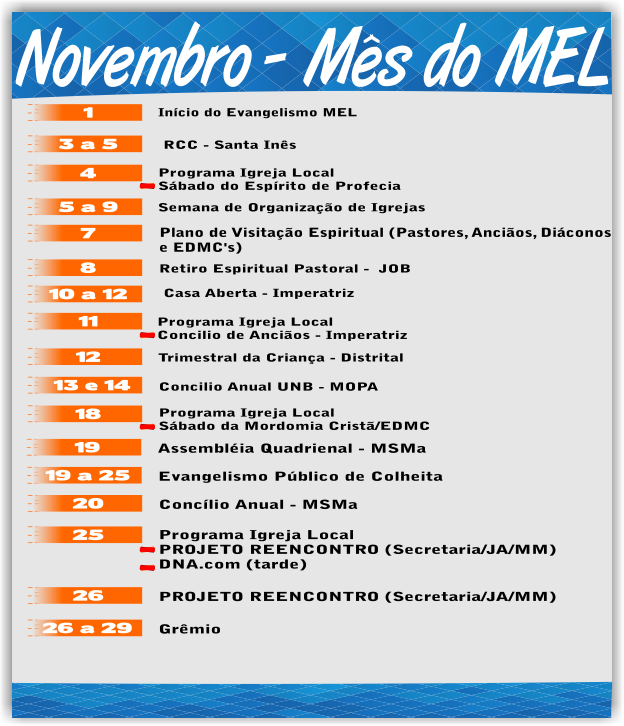 Novembro - Mês do MEL
1 Início do Evangelismo MEL
3 a 5 RCC - Santa Inês
4 Programa Igreja Local
Sábado do Espírito de Profecia
5 a 9 Semana de Organização de Igrejas
7 Plano de Visitação Espiritual (Pastores, Anciãos, Diáconos
e EDMC's)
8 Retiro Espiritual Pastoral - JOB
10 a 12 Casa Aberta - Imperatriz
11 Programa Igreja Local
Concilio de Anciãos - Imperatriz
12 Trimestral da Criança - Distrital
13 e 14 Concilio Anual UNB - MOPA
18 Programa Igreja Local
Sábado da Mordomia Cristã/EDMC
19 Assembléia Quadrienal - MSMa
19 a 25 Evangelismo Público de Colheita
20 Concílio Anual - MSMa
25 Programa Igreja Local
PROJETO REENCONTRO (Secretaria/JA/MM)
DNA.com (tarde)
26 PROJETO REENCONTRO (Secretaria/JA/MM)
26 a 29 Grêmio